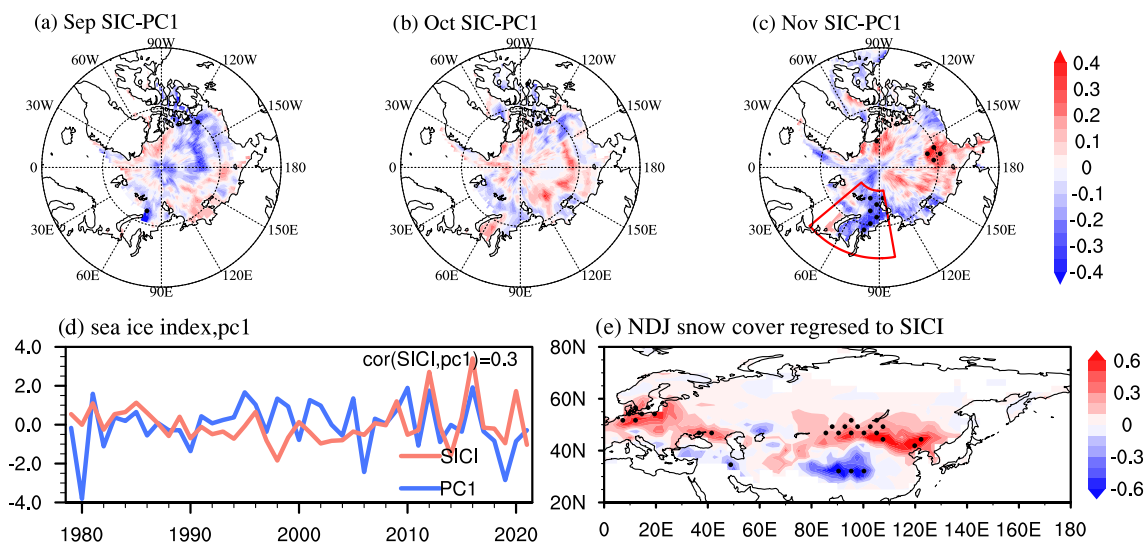 (a) Sep SIC-PC1
(b) Oct SIC-PC1
(c) Nov SIC-PC1
90W
60W
120W
30W
150W
0
180
30E
150E
60E
120E
90E
90W
60W
120W
30W
150W
0
180
30E
150E
60E
120E
90E
90W
60W
120W
30W
150W
0
180
30E
150E
60E
120E
90E
0.4
0.3
0.2
0.1
0
-0.1
-0.2
-0.3
-0.4
(d) sea ice index,pc1
cor(SICI,pc1)=0.3
4.0
2.0
0.0
-2.0
-4.0
SICI
PC1
1980
1990
2000
2010
2020
(e) NDJ snow cover regresed to SICI
80N
60N
40N
20N
0E
20E
40E
60E
80E
100E
120E
140E
160E
180
0.6
0.3
0
-0.3
-0.6